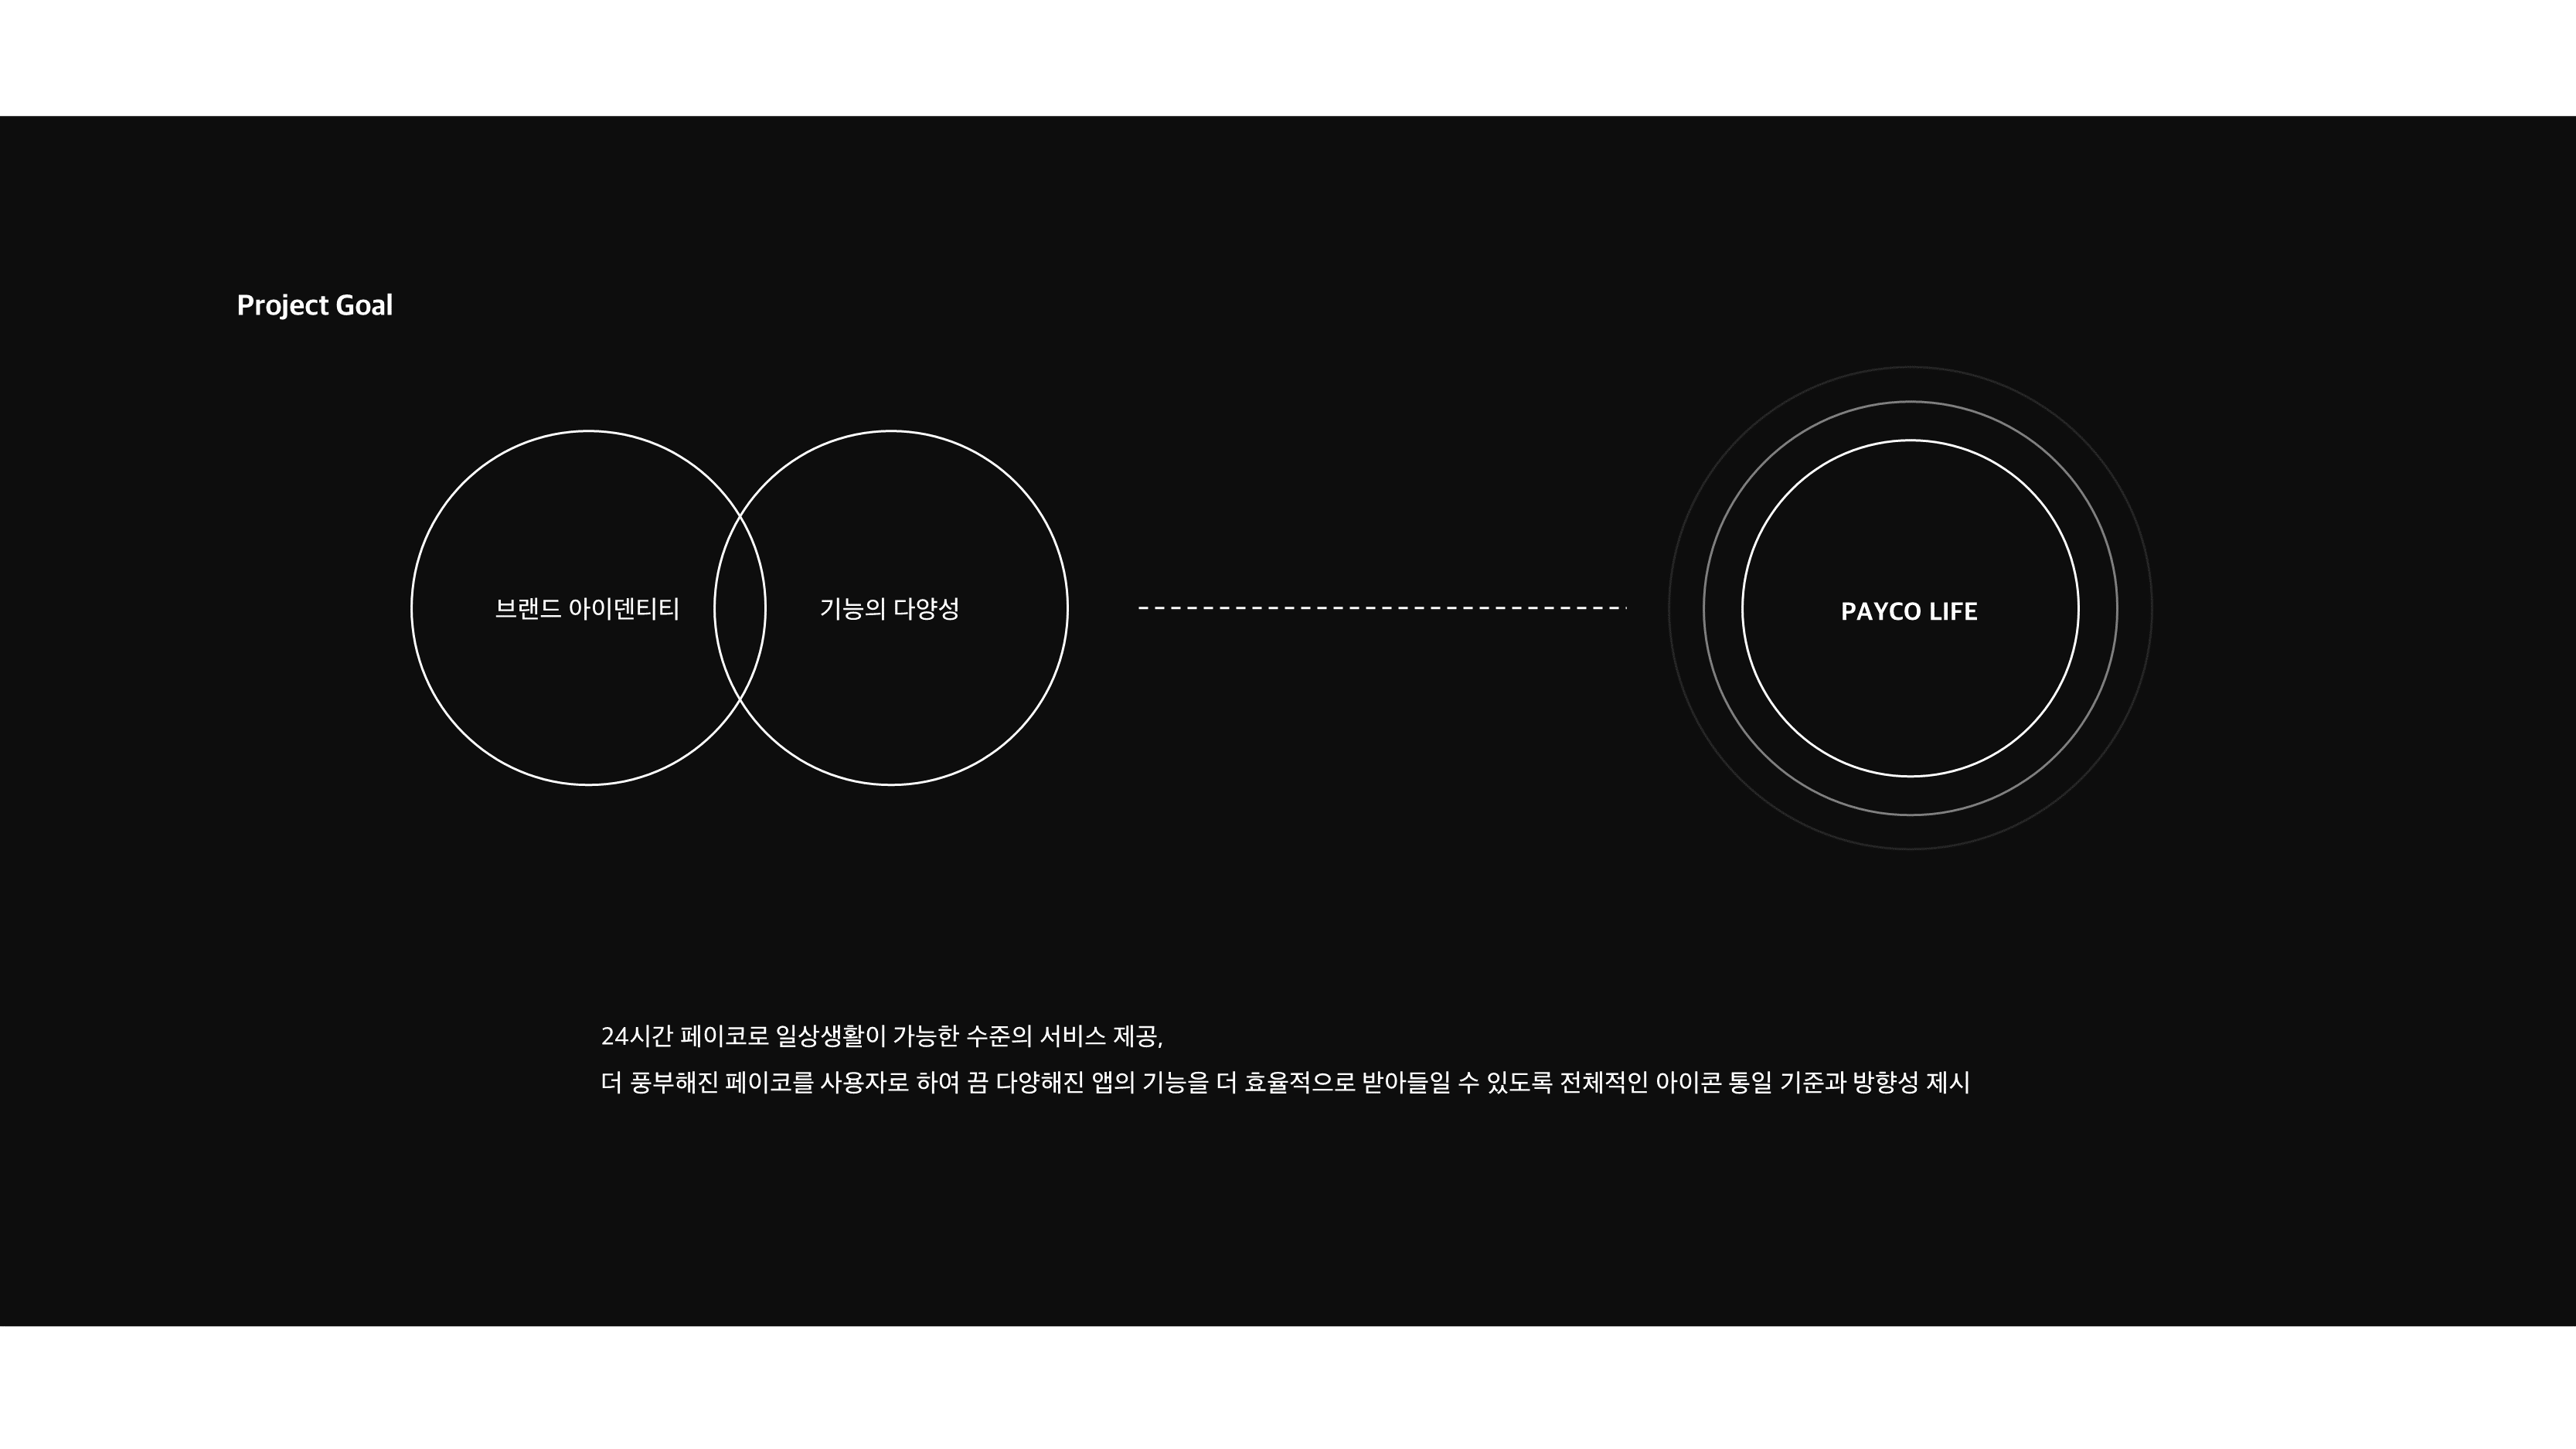 Project Goal
브랜드 아이덴티티
기능의 다양성
PAYCO LIFE
24시간 페이코로 일상생활이 가능한 수준의 서비스 제공,
더 풍부해진 페이코를 사용자로 하여 끔 다양해진 앱의 기능을 더 효율적으로 받아들일 수 있도록 전체적인 아이콘 통일 기준과 방향성 제시